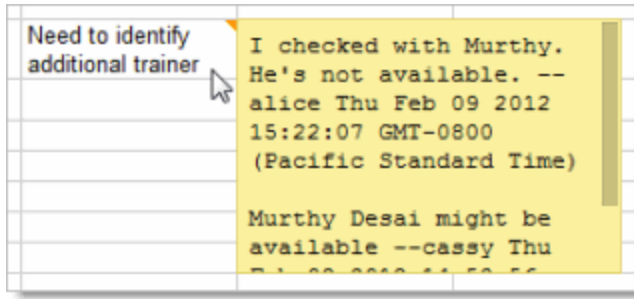 Need to identify
additional trainer
I checked with Murthy.
He's not available. --
alice Thu Feb 09 2012
15:22:07 GMT-0800
(Pacific Standard Time)
Murthy Desai might be
available --cassy Thu